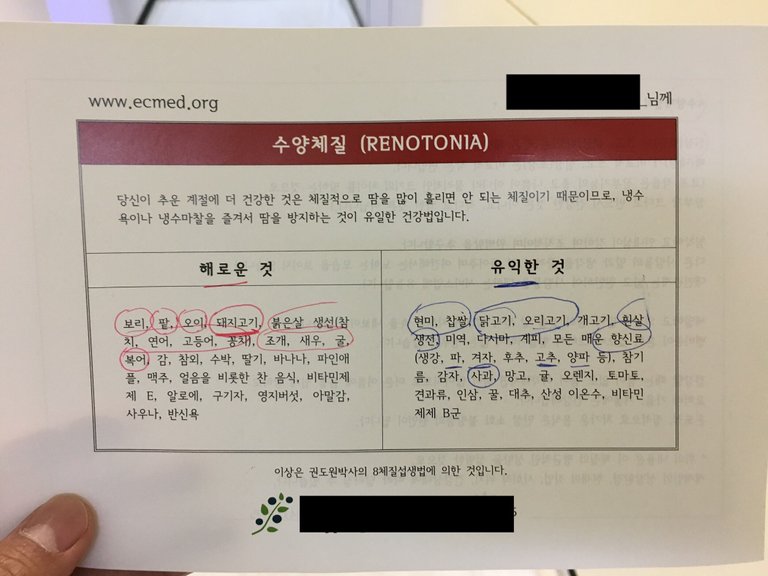 www.ecmed.org
님께
수양체질 (RENOTONIA)
당신이 추운 계절에 더 건강한 것은 체질적으로 땀을 많이 흘리면 안 되는 체질이기 때문이므로, 냉수
욕이나 냉수마찰을 즐겨서 땀을 방지하는 것이 유일한 건강법입니다.
해로운 것
보리, 팥, 오이, 돼지고기, 붉은살 생선(참
치, 연어, 고등어, 꽁치), 조개, 새우, 굴,
복어, 감, 참외, 수박, 딸기, 바나나, 파인애
플, 맥주, 얼음을 비롯한 찬 음식, 비타민제
제 E, 알로에, 구기자, 영지버섯, 아말감,
사우나, 반신욕
유익한 것
현미, 찹쌀, 닭고기, 오리고기, 개고기, 흰살
생선, 미역, 다시마, 계피, 모든 매운 향신료
(생강, 파, 겨자, 후추, 고추, 양파 등), 참기
름, 감자, 사과, 망고, 귤, 오렌지, 토마토,
견과류, 인삼, 꿀, 대추, 산성 이온수, 비타민
제제 B군
이상은 권도원박사의 8체질섭생법에 의한 것입니다.